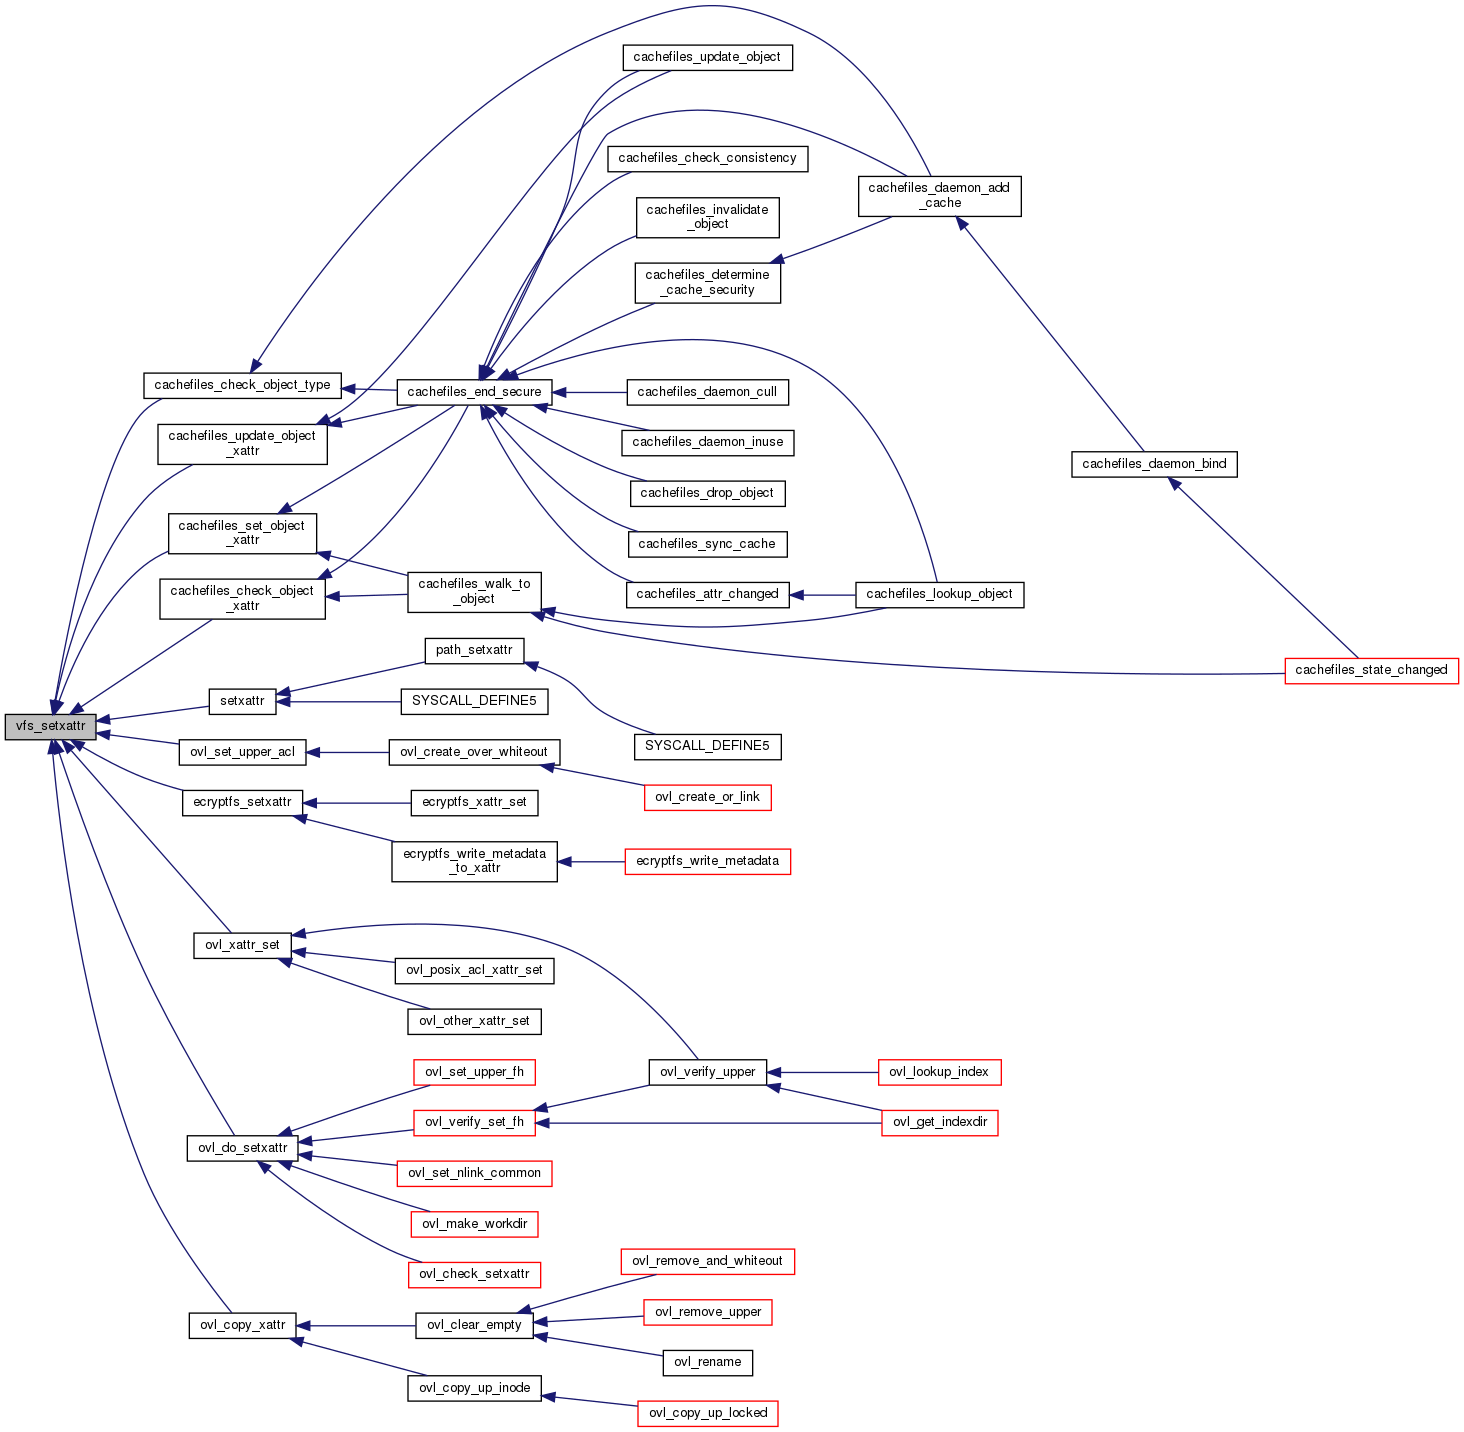 cachefiles_update_object
cachefiles_check_consistency
cachefiles_daemon_add
_cache
cachefiles_invalidate
_object
cachefiles_determine
_cache_security
cachefiles_check_object_type
cachefiles_end_secure
cachefiles_daemon_cull
cachefiles_update_object
_xattr
cachefiles_daemon_inuse
cachefiles_daemon_bind
cachefiles_drop_object
cachefiles_set_object
_xattr
cachefiles_sync_cache
cachefiles_check_object
_xattr
cachefiles_walk_to
_object
cachefiles_attr_changed
cachefiles_lookup_object
path_setxattr
cachefiles_state_changed
setxattr
SYSCALL_DEFINE5
vfs_setxattr
SYSCALL_DEFINE5
ovl_set_upper_acl
ovl_create_over_whiteout
ovl_create_or_link
ecryptfs_setxattr
ecryptfs_xattr_set
ecryptfs_write_metadata
_to_xattr
ecryptfs_write_metadata
ovl_xattr_set
ovl_posix_acl_xattr_set
ovl_other_xattr_set
ovl_set_upper_fh
ovl_verify_upper
ovl_lookup_index
ovl_verify_set_fh
ovl_get_indexdir
ovl_do_setxattr
ovl_set_nlink_common
ovl_make_workdir
ovl_check_setxattr
ovl_remove_and_whiteout
ovl_remove_upper
ovl_copy_xattr
ovl_clear_empty
ovl_rename
ovl_copy_up_inode
ovl_copy_up_locked